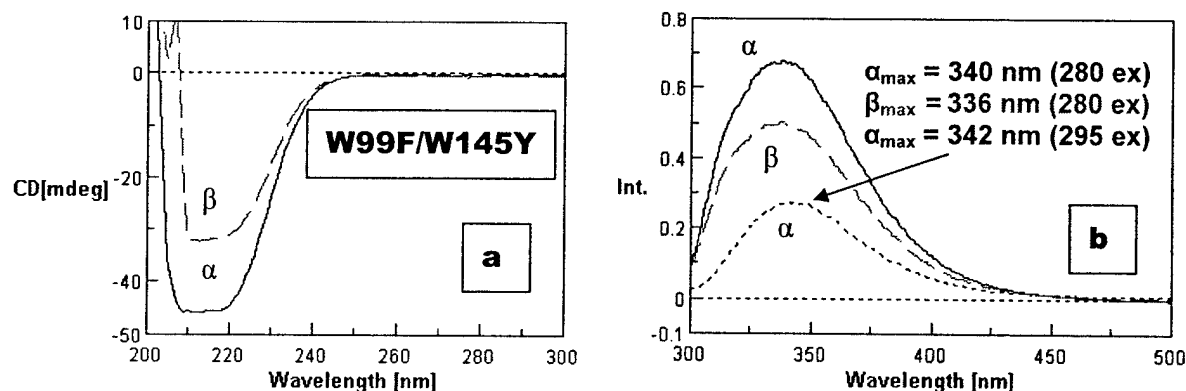 10
0
-20
-40
-50
CD[mdeg]
200
220
240
260
280
300
Wavelength [nm]
W99F/W145Y
β
α
a
0.8
0.6
0.4
0.2
0
-0.1
Int.
300
350
400
450
500
Wavelength [nm]
α
β
α
αmax = 340 nm (280 ex)
βmax = 336 nm (280 ex)
αmax = 342 nm (295 ex)
b